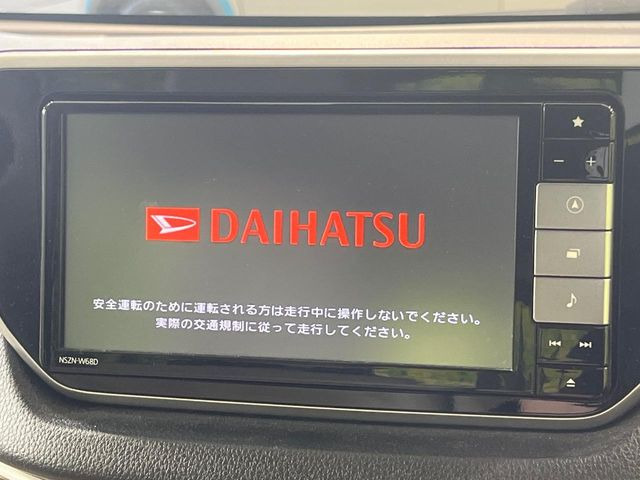 DAIHATSU
安全運転のために運転される方は走行中に操作しないでください。
実際の交通規制に従って走行してください。
NSZN-W68D